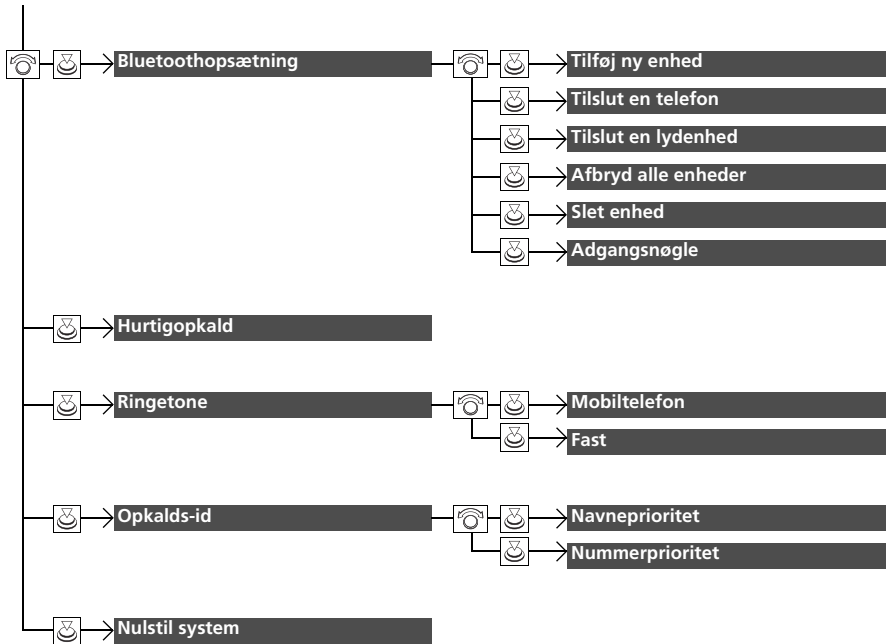 Bluetoothopsætning
Tilføj ny enhed
Tilslut en telefon
Tilslut en lydenhed
Afbryd alle enheder
Slet enhed
Adgangsnøgle
Hurtigopkald
Ringetone
Mobiltelefon
Fast
Opkalds-id
Navneprioritet
Nummerprioritet
Nulstil system